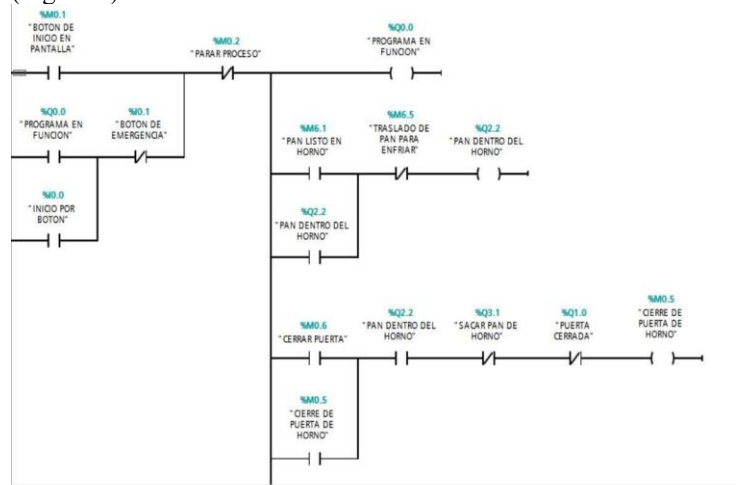 %M0.1
"BOTON DE
INICIO EN
PANTALLA"
%M0.2
"PARAR PROCESO"
%Q0.0
"PROGRAMA EN
FUNCION"
%Q0.0
"PROGRAMA EN
FUNCION"
%I0.1
"BOTON DE
EMERGENCIA"
%M6.1
"PAN LISTO EN
HORNO"
%M6.5
"TRASLADO DE
PAN PARA
ENFRIAR"
%Q2.2
"PAN DENTRO DEL
HORNO"
%I0.0
"INICIO POR
BOTON"
%Q2.2
"PAN DENTRO DEL
HORNO"
%M0.6
"CERRAR PUERTA"
%Q2.2
"PAN DENTRO DEL
HORNO"
%Q3.1
"SACAR PAN DE
HORNO"
%Q1.0
"PUERTA
CERRADA"
%M0.5
"CIERRE DE
PUERTA DE
HORNO"
%M0.5
"CIERRE DE
PUERTA DE
HORNO"